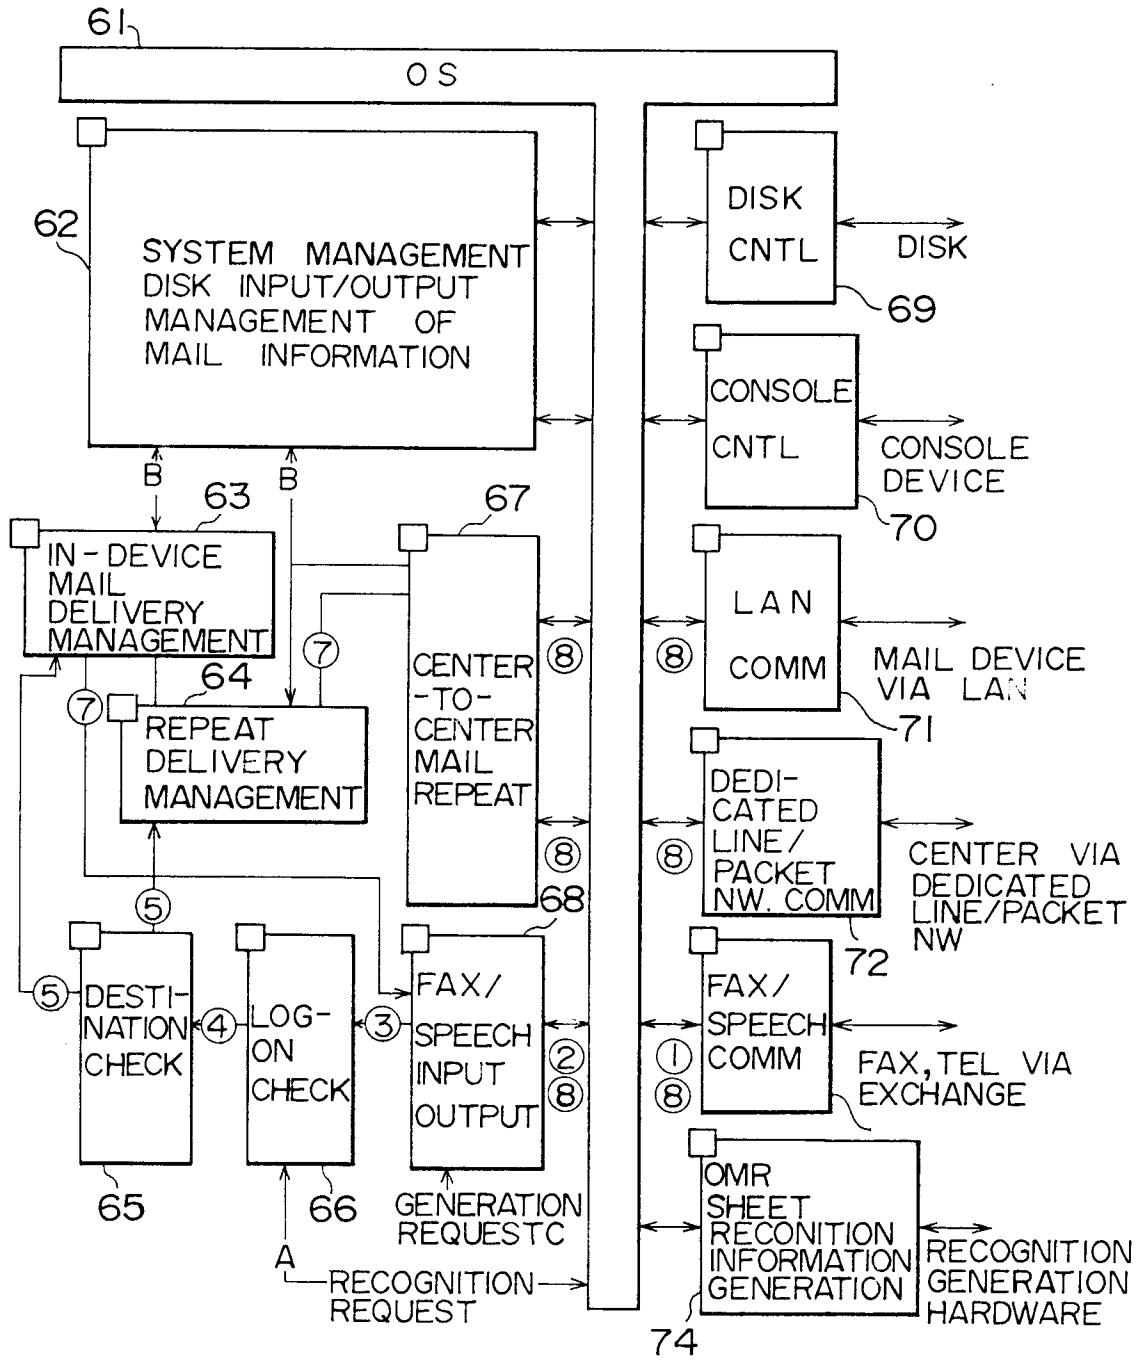 61
OS
62
SYSTEM MANAGEMENT
DISK INPUT/OUTPUT
MANAGEMENT OF
MAIL INFORMATION
DISK
CNTL
DISK
69
CONSOLE
CNTL
CONSOLE
DEVICE
70
B
B
63
IN-DEVICE
MAIL
DELIVERY
MANAGEMENT
67
CENTER
-TO-
CENTER
MAIL
REPEAT
⑦
⑦
64
REPEAT
DELIVERY
MANAGEMENT
⑧
⑧
LAN
COMM
MAIL DEVICE
VIA LAN
71
⑧
⑧
DEDI-
CATED
LINE/
PACKET
NW. COMM
CENTER VIA
DEDICATED
LINE/PACKET
NW
72
⑤
⑤
DESTI-
NATION
CHECK
65
④
LOG-
ON
CHECK
66
③
68
FAX/
SPEECH
INPUT
OUTPUT
②
⑧
①
⑧
FAX/
SPEECH
COMM
FAX, TEL VIA
EXCHANGE
GENERATION
REQUESTC
A
RECOGNITION
REQUEST
OMR
SHEET
RECONITION
INFORMATION
GENERATION
74
RECOGNITION
GENERATION
HARDWARE